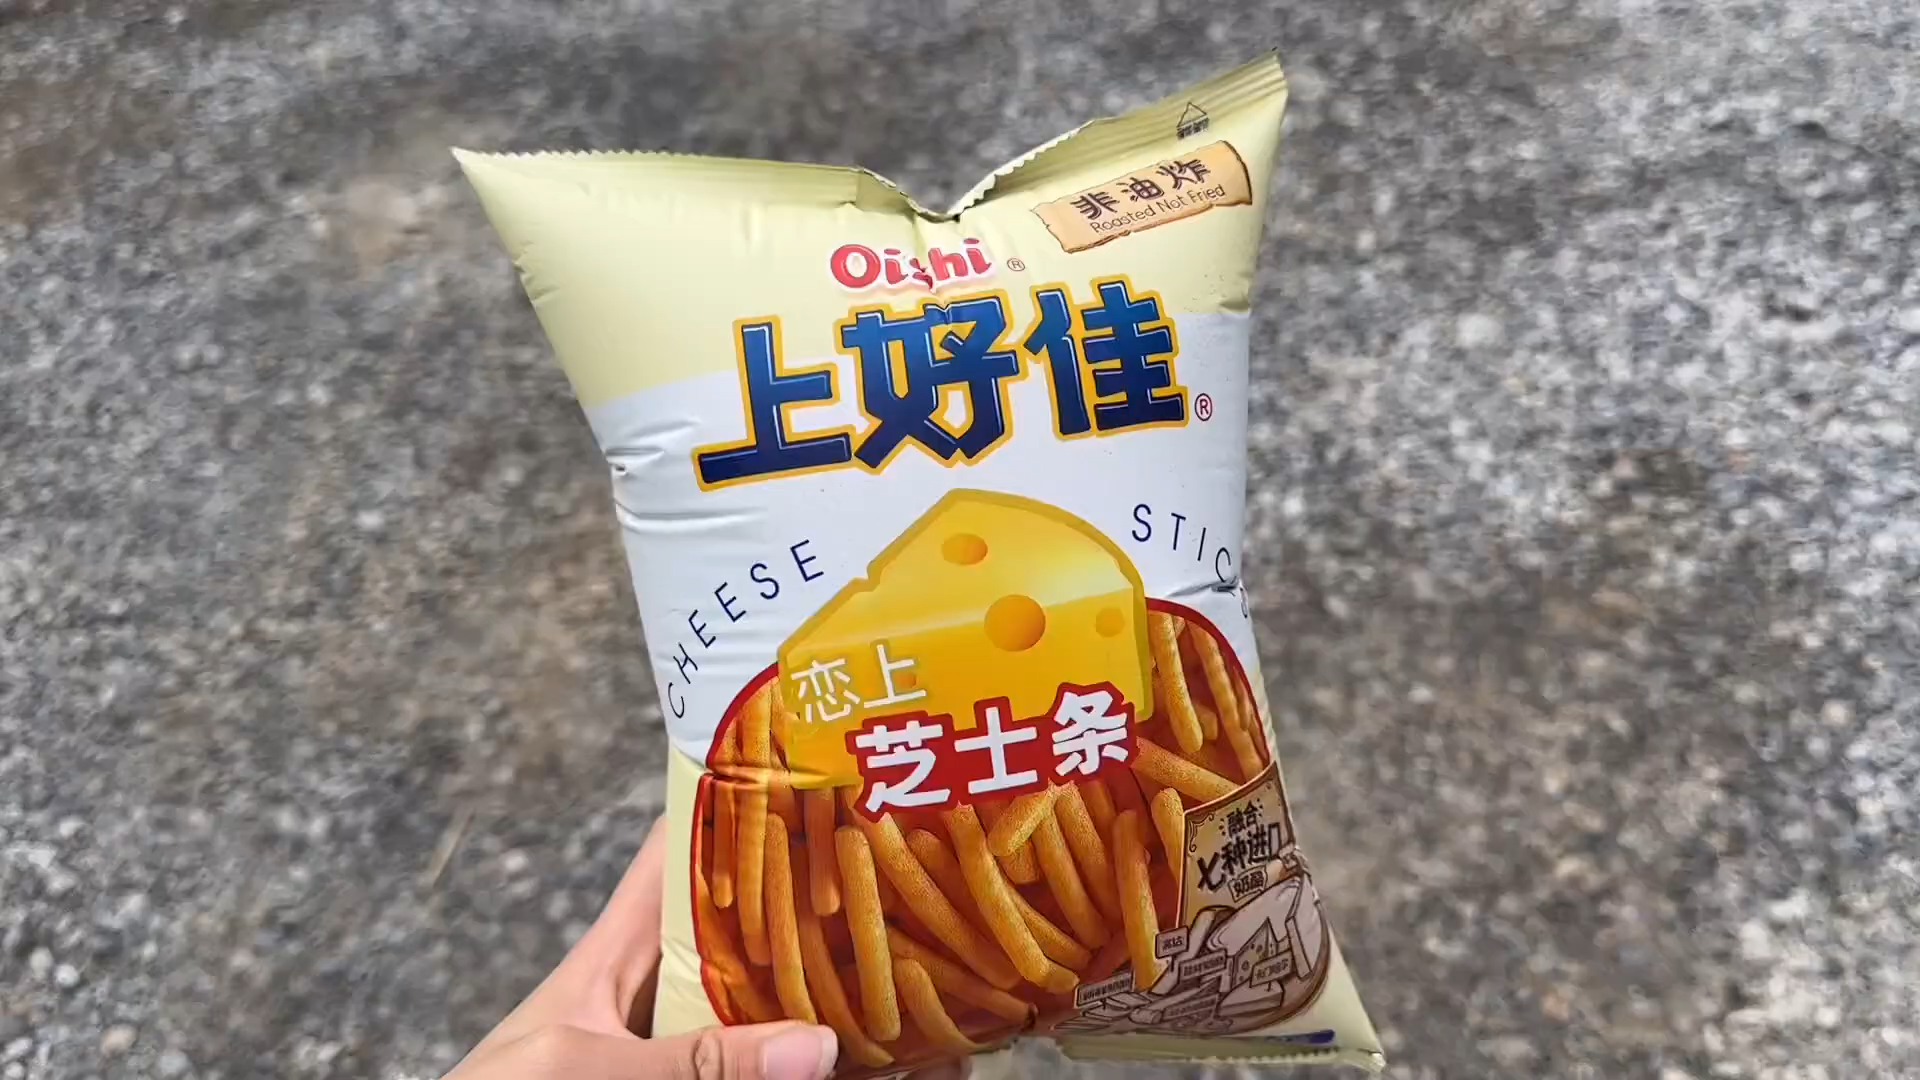 非油炸
Roasted Not Fried
Oishi ®
上好佳 ®
CHEESE STICKS
恋上
芝士条
融合
七种进口
奶酪